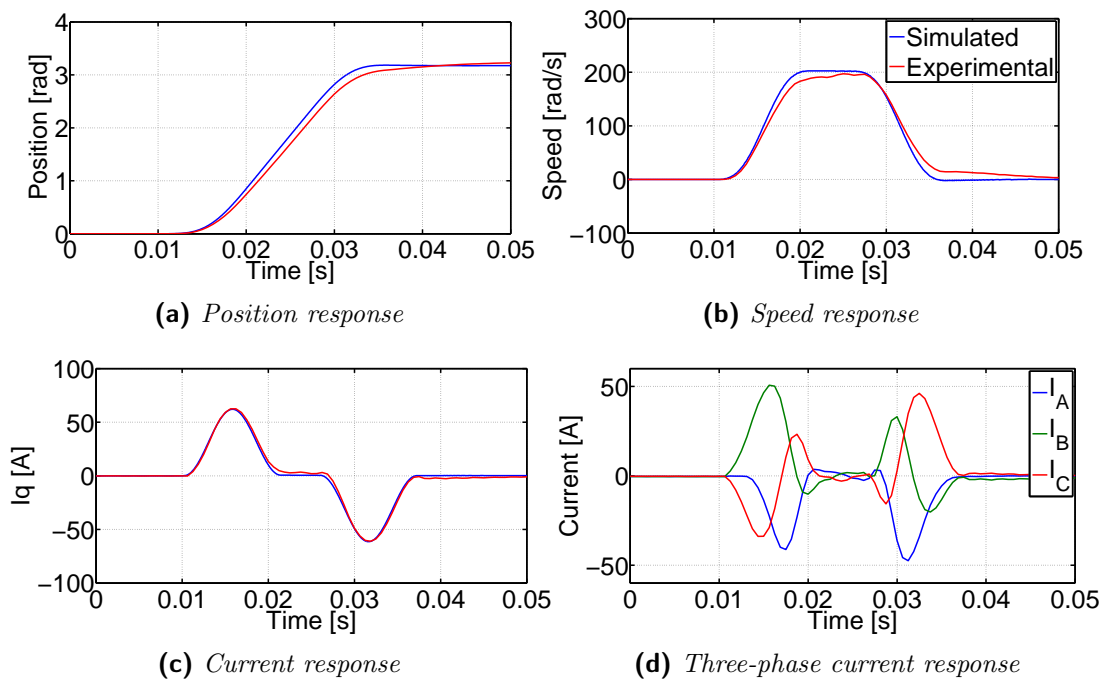 4
3
2
1
0
Position [rad]
0
0.01
0.02
0.03
0.04
0.05
Time [s]
(a) Position response
300
200
100
0
−100
Speed [rad/s]
Simulated
Experimental
0
0.01
0.02
0.03
0.04
0.05
Time [s]
(b) Speed response
100
50
0
−50
−100
Iq [A]
0
0.01
0.02
0.03
0.04
0.05
Time [s]
(c) Current response
50
0
−50
Current [A]
I_A
I_B
I_C
0
0.01
0.02
0.03
0.04
0.05
Time [s]
(d) Three-phase current response